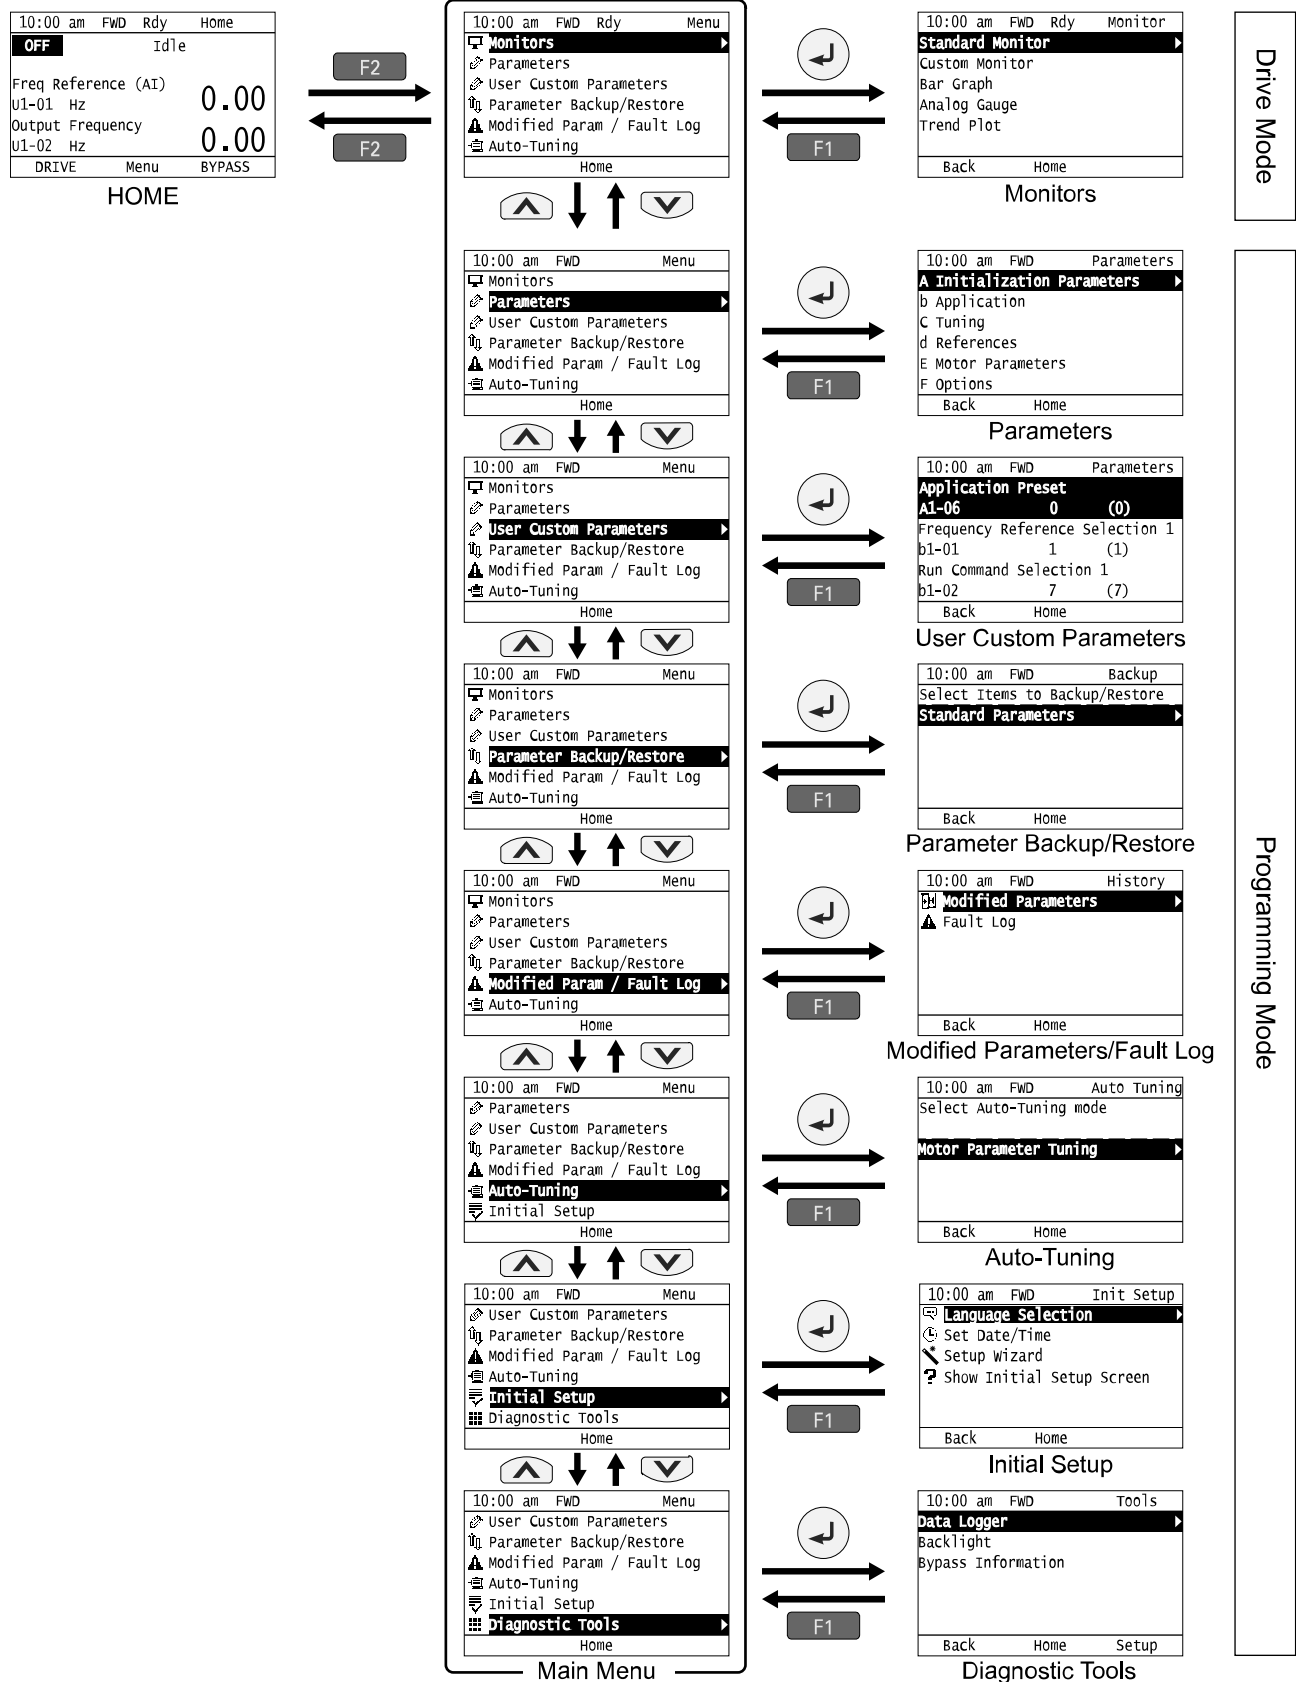 10:00 am FWD Rdy Home
OFF Idle
Freq Reference (AI)
U1-01 Hz 0.00
Output Frequency
U1-02 Hz 0.00
DRIVE Menu BYPASS
HOME
F2
F2
10:00 am FWD Rdy Menu
Monitors
Parameters
User Custom Parameters
Parameter Backup/Restore
Modified Param / Fault Log
Auto-Tuning
Home
F1
10:00 am FWD Rdy Monitor
Standard Monitor
Custom Monitor
Bar Graph
Analog Gauge
Trend Plot
Back Home
Monitors
Drive Mode
10:00 am FWD Menu
Monitors
Parameters
User Custom Parameters
Parameter Backup/Restore
Modified Param / Fault Log
Auto-Tuning
Home
F1
10:00 am FWD Parameters
A Initialization Parameters
b Application
C Tuning
d References
E Motor Parameters
F Options
Back Home
Parameters
10:00 am FWD Menu
Monitors
Parameters
User Custom Parameters
Parameter Backup/Restore
Modified Param / Fault Log
Auto-Tuning
Home
F1
10:00 am FWD Parameters
Application Preset
A1-06 0 (0)
Frequency Reference Selection 1
b1-01 1 (1)
Run Command Selection 1
b1-02 7 (7)
Back Home
User Custom Parameters
10:00 am FWD Menu
Monitors
Parameters
User Custom Parameters
Parameter Backup/Restore
Modified Param / Fault Log
Auto-Tuning
Home
F1
10:00 am FWD Backup
Select Items to Backup/Restore
Standard Parameters
Back Home
Parameter Backup/Restore
10:00 am FWD Menu
Monitors
Parameters
User Custom Parameters
Parameter Backup/Restore
Modified Param / Fault Log
Auto-Tuning
Home
F1
10:00 am FWD History
Modified Parameters
Fault Log
Back Home
Modified Parameters/Fault Log
10:00 am FWD Menu
Parameters
User Custom Parameters
Parameter Backup/Restore
Modified Param / Fault Log
Auto-Tuning
Initial Setup
Home
F1
10:00 am FWD Auto Tuning
Select Auto-Tuning mode
Motor Parameter Tuning
Back Home
Auto-Tuning
10:00 am FWD Menu
User Custom Parameters
Parameter Backup/Restore
Modified Param / Fault Log
Auto-Tuning
Initial Setup
Diagnostic Tools
Home
F1
10:00 am FWD Init Setup
Language Selection
Set Date/Time
Setup Wizard
Show Initial Setup Screen
Back Home
Initial Setup
10:00 am FWD Menu
User Custom Parameters
Parameter Backup/Restore
Modified Param / Fault Log
Auto-Tuning
Initial Setup
Diagnostic Tools
Home
Main Menu
F1
10:00 am FWD Tools
Data Logger
Backlight
Bypass Information
Back Home Setup
Diagnostic Tools
Programming Mode